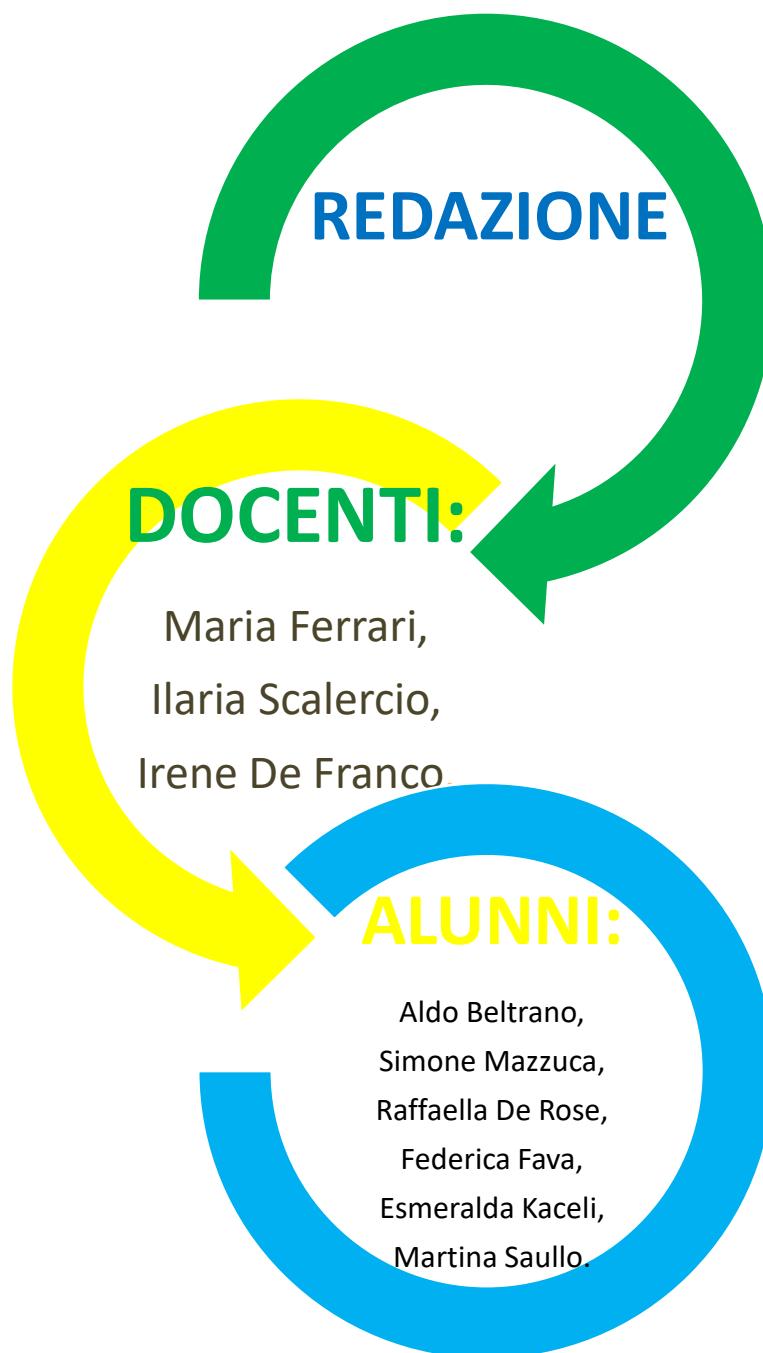 REDAZIONE
DOCENTI:
Maria Ferrari,
Ilaria Scalercio,
Irene De Franco.
ALUNNI:
Aldo Beltrano,
Simone Mazzuca,
Raffaella De Rose,
Federica Fava,
Esmeralda Kaceli,
Martina Saullo.